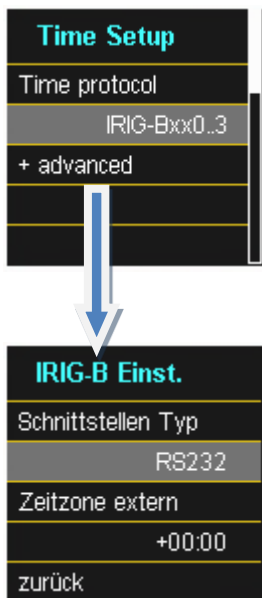 Time Setup
Time protocol
IRIG-Bxx0..3
+ advanced
IRIG-B Einst.
Schnittstellen Typ
RS232
Zeitzone extern
+00:00
zurück